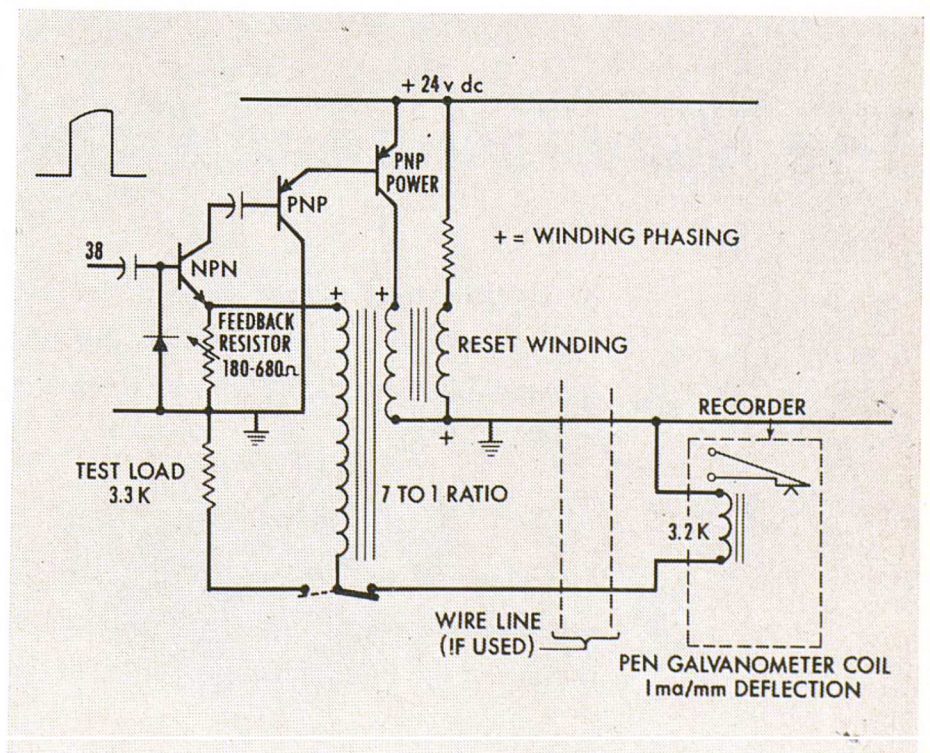 + 24 v dc
PNP
POWER
PNP
+ = WINDING PHASING
38
NPN
+
+
FEEDBACK
RESISTOR
180-680Ω
RESET WINDING
RECORDER
+
TEST LOAD
3.3 K
7 TO 1 RATIO
3.2 K
WIRE LINE
(IF USED)
PEN GALVANOMETER COIL
1 ma/mm DEFLECTION